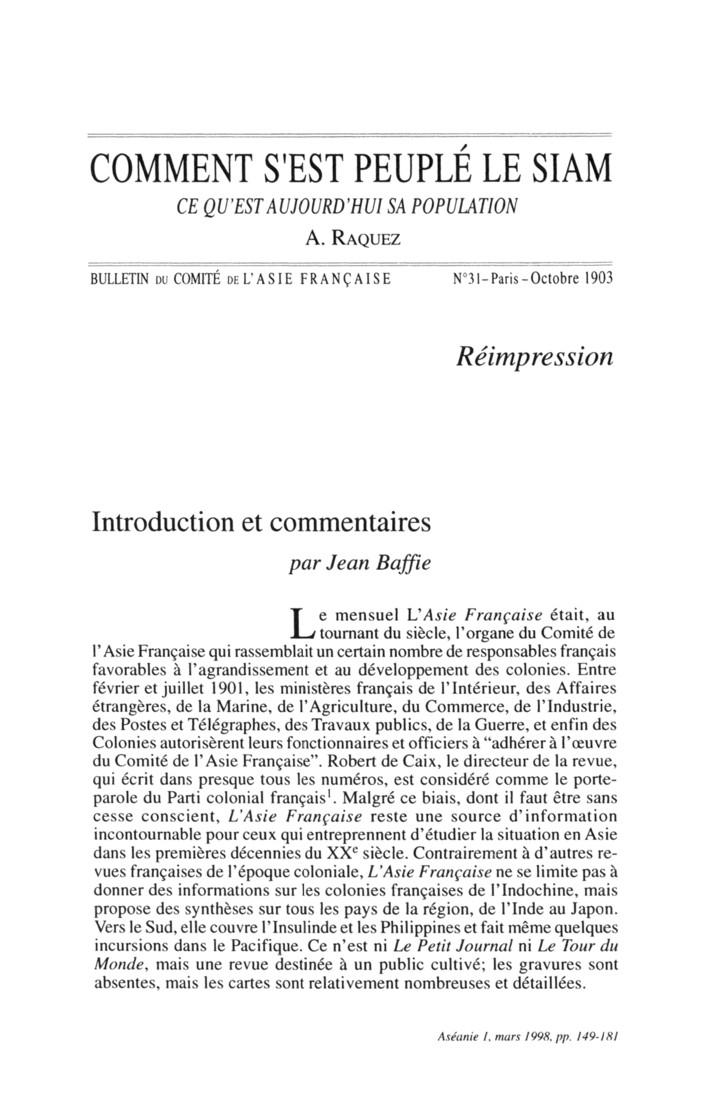 COMMENT S'EST PEUPLÉ LE SIAM
CE QU'EST AUJOURD'HUI SA POPULATION
A. RAQUEZ
BULLETIN DU COMITÉ DE L'ASIE FRANÇAISE N°31–Paris–Octobre 1903
Réimpression
Introduction et commentaires
par Jean Baffie
Le mensuel L'Asie Française était, au
tournant du siècle, l'organe du Comité de
l'Asie Française qui rassemblait un certain nombre de responsables français
favorables à l'agrandissement et au développement des colonies. Entre
février et juillet 1901, les ministères français de l'Intérieur, des Affaires
étrangères, de la Marine, de l'Agriculture, du Commerce, de l'Industrie,
des Postes et Télégraphes, des Travaux publics, de la Guerre, et enfin des
Colonies autorisèrent leurs fonctionnaires et officiers à "adhérer à l'œuvre
du Comité de l'Asie Française". Robert de Caix, le directeur de la revue,
qui écrit dans presque tous les numéros, est considéré comme le porte-
parole du Parti colonial français¹. Malgré ce biais, dont il faut être sans
cesse conscient, L'Asie Française reste une source d'information
incontournable pour ceux qui entreprennent d'étudier la situation en Asie
dans les premières décennies du XXe siècle. Contrairement à d'autres re-
vues françaises de l'époque coloniale, L'Asie Française ne se limite pas à
donner des informations sur les colonies françaises de l'Indochine, mais
propose des synthèses sur tous les pays de la région, de l'Inde au Japon.
Vers le Sud, elle couvre l'Insulinde et les Philippines et fait même quelques
incursions dans le Pacifique. Ce n'est ni Le Petit Journal ni Le Tour du
Monde, mais une revue destinée à un public cultivé; les gravures sont
absentes, mais les cartes sont relativement nombreuses et détaillées.
Aséanie 1, mars 1998, pp. 149-181